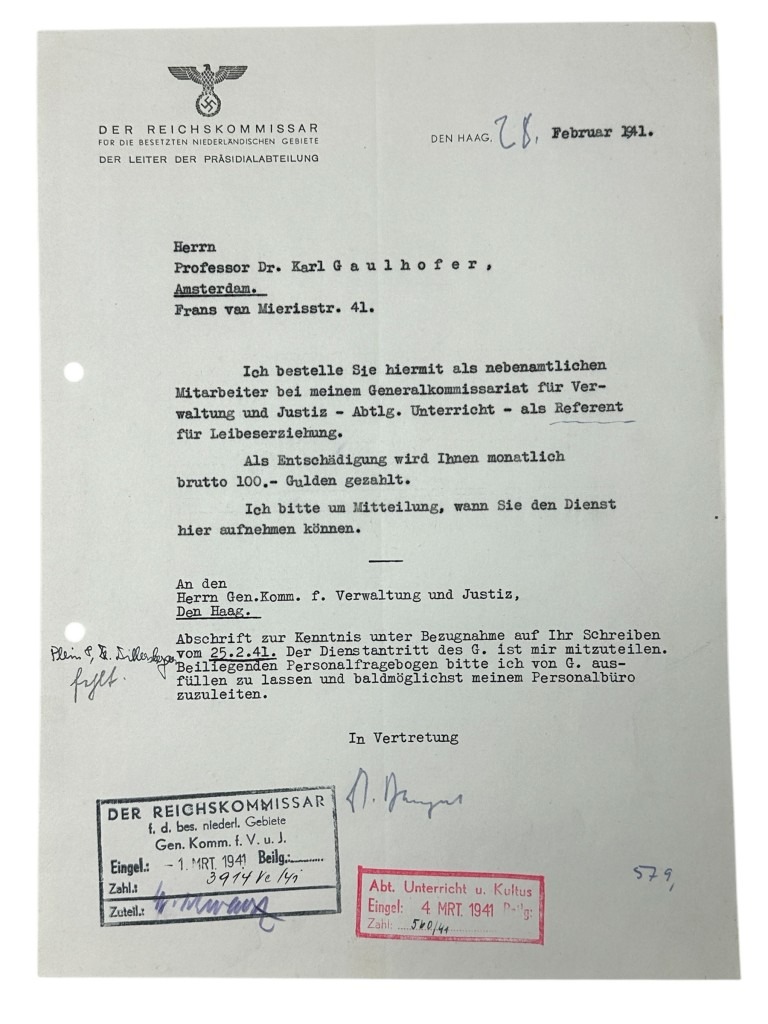 DER REICHSKOMMISSAR
FÜR DIE BESETZTEN NIEDERLÄNDISCHEN GEBIETE
DER LEITER DER PRÄSIDIALABTEILUNG
DEN HAAG, 28. Februar 1941.
Herrn
Professor Dr. Karl G a u l h o f e r ,
Amsterdam.
Frans van Mierisstr. 41.
Ich bestelle Sie hiermit als nebenamtlichen
Mitarbeiter bei meinem Generalkommissariat für Ver-
waltung und Justiz - Abtlg. Unterricht - als Referent
für Leibeserziehung.
Als Entschädigung wird Ihnen monatlich
brutto 100.- Gulden gezahlt.
Ich bitte um Mitteilung, wann Sie den Dienst
hier aufnehmen können.
An den
Herrn Gen.Komm. f. Verwaltung und Justiz,
Den Haag.
Abschrift zur Kenntnis unter Bezugnahme auf Ihr Schreiben
vom 25.2.41. Der Dienstantritt des G. ist mir mitzuteilen.
Beiliegenden Personalfragebogen bitte ich von G. aus-
füllen zu lassen und baldmöglichst meinem Personalbüro
zuzuleiten.
fehlt.
In Vertretung
DER REICHSKOMMISSAR
f. d. bes. niederl. Gebiete
Gen. Komm. f. V. u. J.
Eingel.: - 1. MRT. 1941 Beilg.:
Zahl.: 3914
Zuteil.:
Abt. Unterricht u. Kultus
Eingel: 4 MRT. 1941 Beilg:
Zahl: 540/41
579,